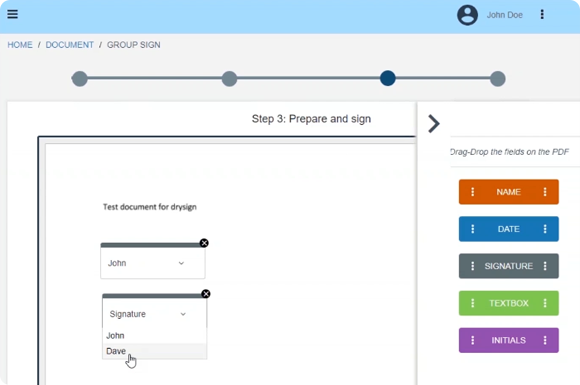 John Doe
HOME / DOCUMENT / GROUP SIGN
Step 3: Prepare and sign
Drag-Drop the fields on the PDF
Test document for drysign
NAME
DATE
SIGNATURE
TEXTBOX
INITIALS
John
Signature
John
Dave